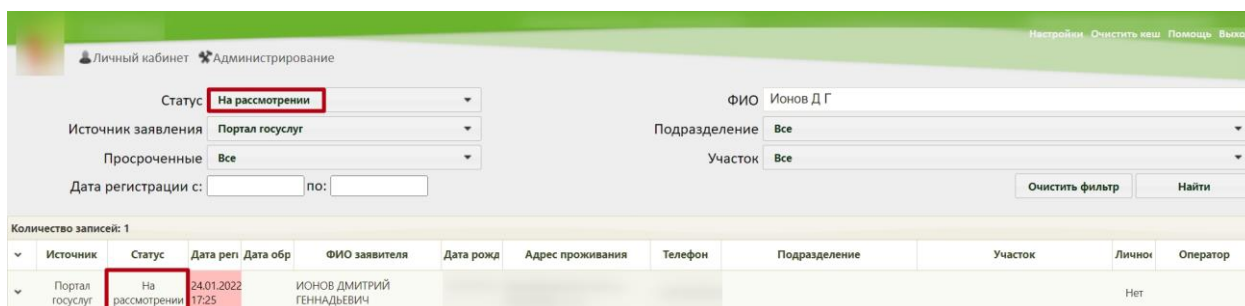 Настройки Очистить кеш Помощь Выхо
Личный кабинет Администрирование
Статус На рассмотрении ФИО Ионов Д Г
Источник заявления Портал госуслуг Подразделение Все
Просроченные Все Участок Все
Дата регистрации с: по: Очистить фильтр Найти
Количество записей: 1
Источник Статус Дата реги Дата обр ФИО заявителя Дата рожд Адрес проживания Телефон Подразделение Участок Личное Оператор
Портал На 24.01.2022 ИОНОВ ДМИТРИЙ
госуслуг рассмотрении 17:25 ГЕННАДЬЕВИЧ Нет